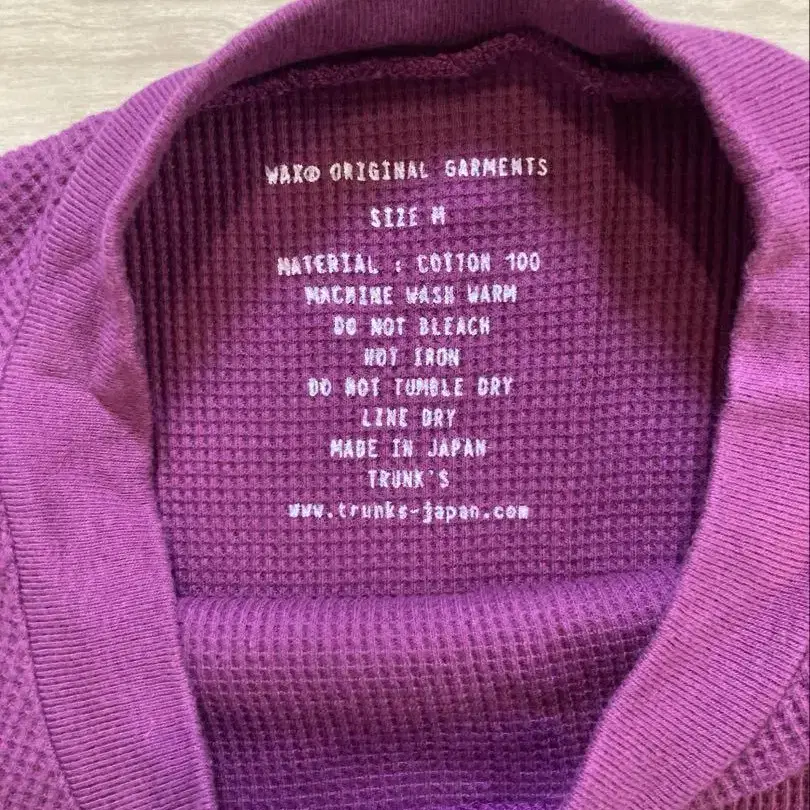 WAX® ORIGINAL GARMENTS
SIZE M
MATERIAL : COTTON 100
MACHINE WASH WARM
DO NOT BLEACH
HOT IRON
DO NOT TUMBLE DRY
LINE DRY
MADE IN JAPAN
TRUNK'S
www.trunks-japan.com